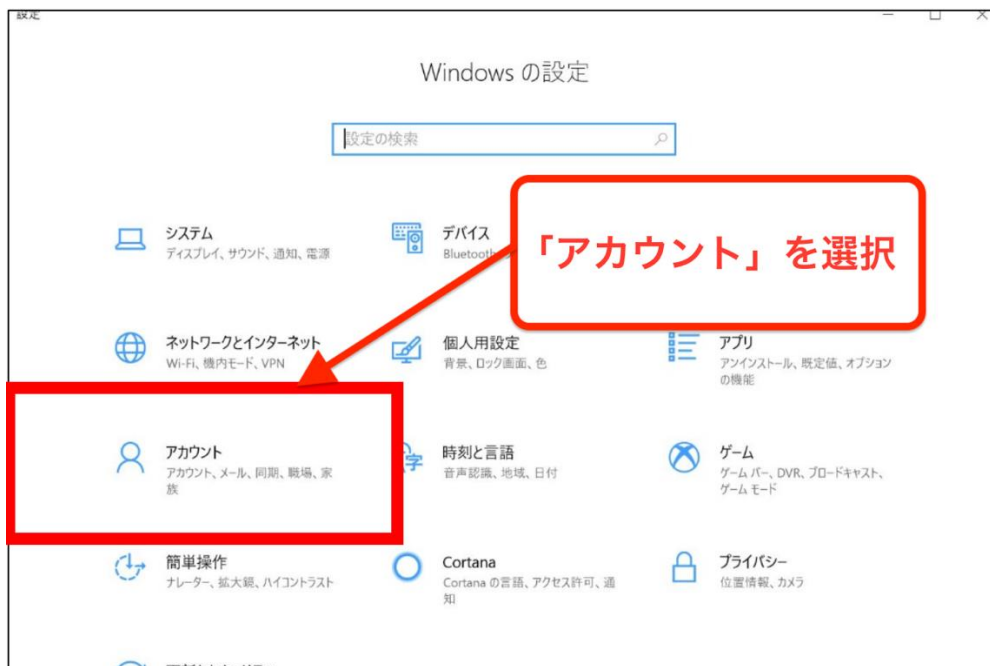 設定
Windows の設定
設定の検索
「アカウント」を選択
システム
ディスプレイ、サウンド、通知、電源
デバイス
Bluetooth
ネットワークとインターネット
Wi-Fi、機内モード、VPN
個人用設定
背景、ロック画面、色
アプリ
アンインストール、既定値、オプション
の機能
アカウント
アカウント、メール、同期、職場、家
族
時刻と言語
音声認識、地域、日付
ゲーム
ゲーム バー、DVR、ブロードキャスト、
ゲーム モード
簡単操作
ナレーター、拡大鏡、ハイコントラスト
Cortana
Cortana の言語、アクセス許可、通
知
プライバシー
位置情報、カメラ